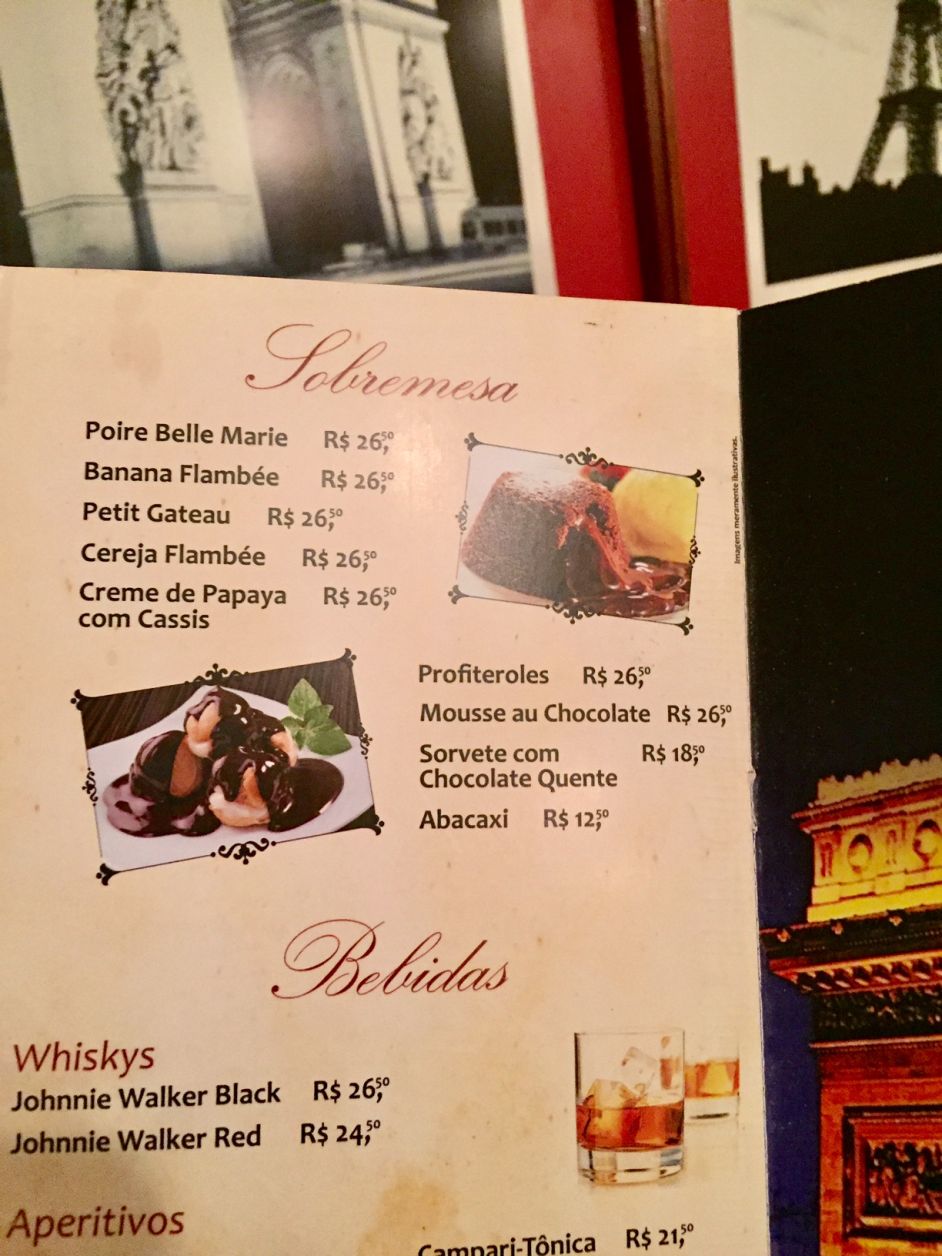 Sobremesa
Poire Belle Marie R$ 26,50
Banana Flambée R$ 26,50
Petit Gateau R$ 26,50
Cereja Flambée R$ 26,50
Creme de Papaya R$ 26,50
com Cassis
Imagens meramente ilustrativas.
Profiteroles R$ 26,50
Mousse au Chocolate R$ 26,50
Sorvete com R$ 18,50
Chocolate Quente
Abacaxi R$ 12,50
Bebidas
Whiskys
Johnnie Walker Black R$ 26,50
Johnnie Walker Red R$ 24,50
Aperitivos
Campari-Tônica R$ 21,50